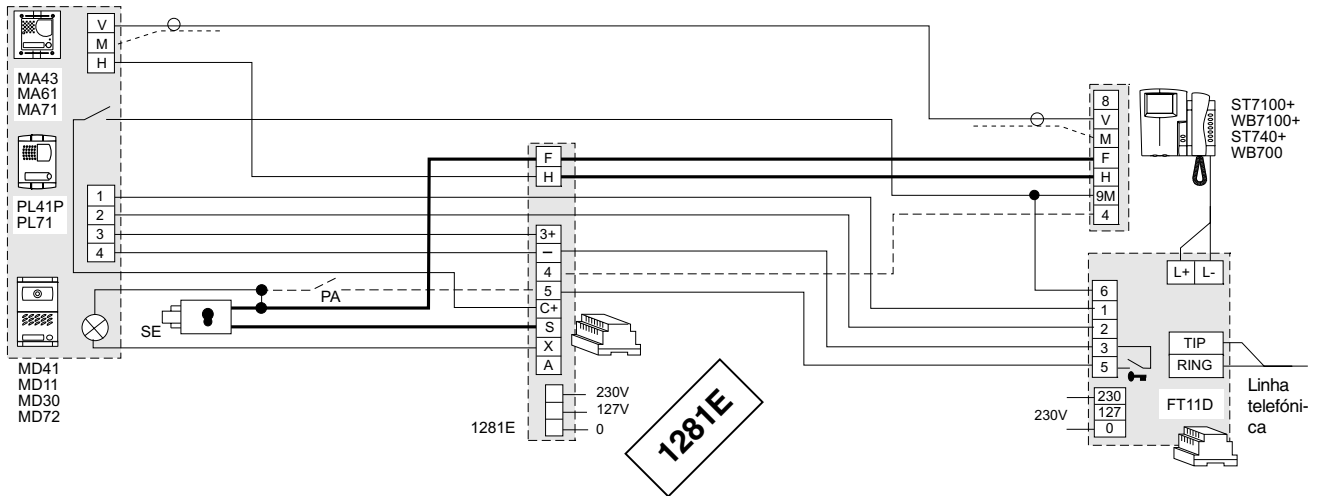 V
M
H
MA43
MA61
MA71
PL41P
PL71
1
2
3
4
MD41
MD11
MD30
MD72
SE
PA
F
H
3+
–
4
5
C+
S
X
A
230V
127V
0
1281E
1281E
8
V
M
F
H
9M
4
ST7100+
WB7100+
ST740+
WB700
L+ L-
6
1
2
3
5
TIP
RING
230
127
0
230V
FT11D
Linha
telefóni-
ca